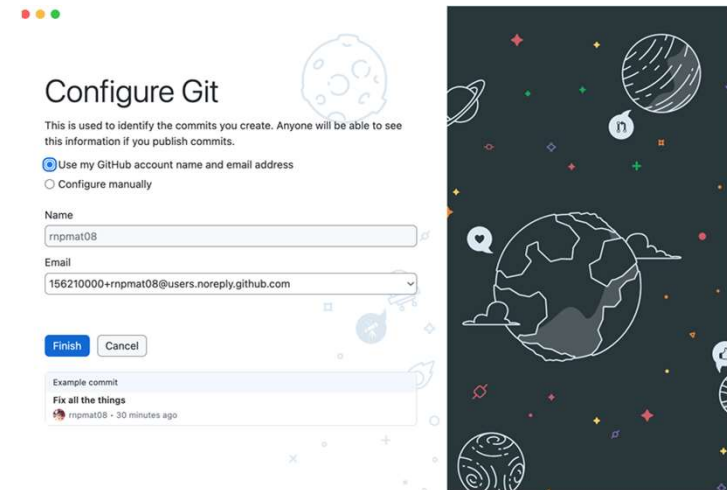 Configure Git
This is used to identify the commits you create. Anyone will be able to see
this information if you publish commits.
Use my GitHub account name and email address
Configure manually
Name
rnpmat08
Email
156210000+rnpmat08@users.noreply.github.com
Finish Cancel
Example commit
Fix all the things
rnpmat08 • 30 minutes ago